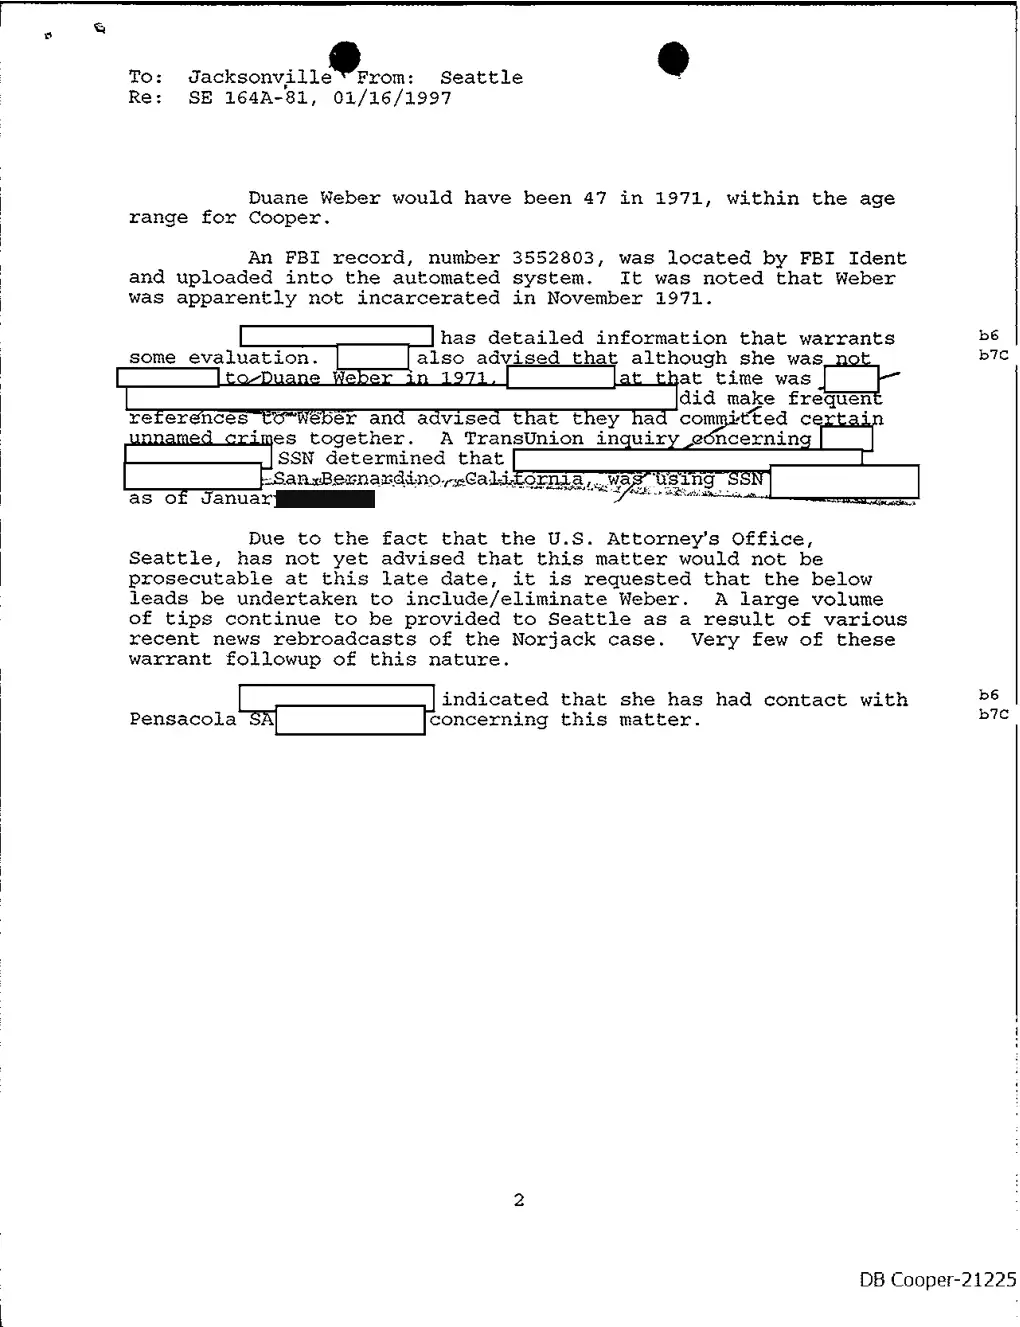 To: Jacksonville From: Seattle
Re: SE 164A-81, 01/16/1997
Duane Weber would have been 47 in 1971, within the age
range for Cooper.
An FBI record, number 3552803, was located by FBI Ident
and uploaded into the automated system. It was noted that Weber
was apparently not incarcerated in November 1971.
has detailed information that warrants b6
some evaluation. also advised that although she was not b7C
to Duane Weber in 1971, at that time was
did make frequent
references to Weber and advised that they had committed certain
unnamed crimes together. A TransUnion inquiry concerning
SSN determined that
San Bernardino, California, was using SSN
as of Januar
Due to the fact that the U.S. Attorney's Office,
Seattle, has not yet advised that this matter would not be
prosecutable at this late date, it is requested that the below
leads be undertaken to include/eliminate Weber. A large volume
of tips continue to be provided to Seattle as a result of various
recent news rebroadcasts of the Norjack case. Very few of these
warrant followup of this nature.
indicated that she has had contact with b6
Pensacola SA concerning this matter. b7C
2
DB Cooper-21225